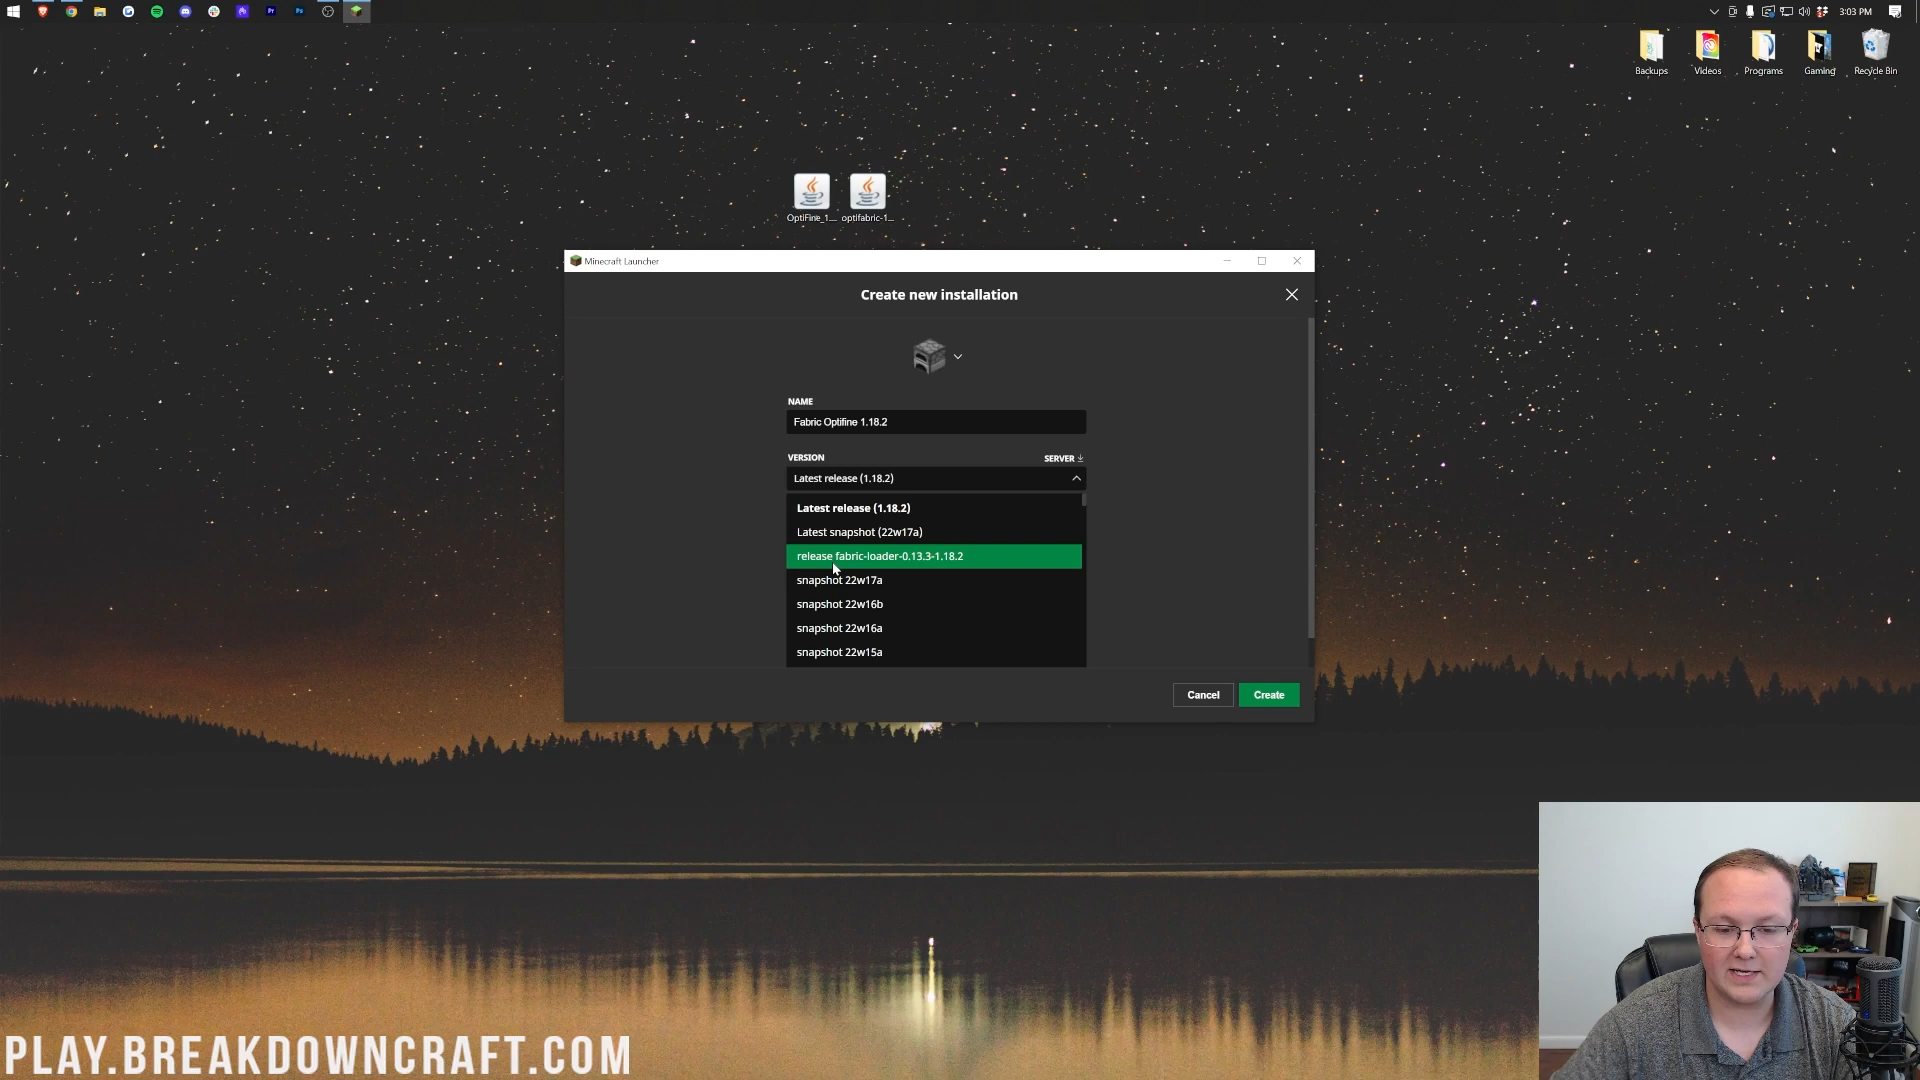 3:03 PM
Backups
Videos
Programs
Gaming
Recycle Bin
OptiFine_1...
optifabric-1...
Minecraft Launcher
Create new installation
NAME
Fabric Optifine 1.18.2
VERSION
SERVER
Latest release (1.18.2)
Latest release (1.18.2)
Latest snapshot (22w17a)
release fabric-loader-0.13.3-1.18.2
snapshot 22w17a
snapshot 22w16b
snapshot 22w16a
snapshot 22w15a
Cancel
Create
PLAY.BREAKDOWNCRAFT.COM